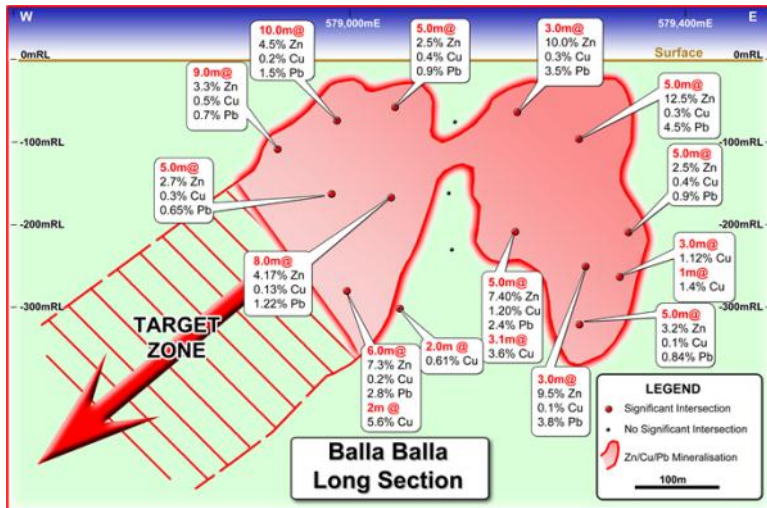 W
579,000mE
579,400mE
E
0mRL
Surface
0mRL
10.0m@
4.5% Zn
0.2% Cu
1.5% Pb
5.0m@
2.5% Zn
0.4% Cu
0.9% Pb
3.0m@
10.0% Zn
0.3% Cu
3.5% Pb
9.0m@
3.3% Zn
0.5% Cu
0.7% Pb
5.0m@
12.5% Zn
0.3% Cu
4.5% Pb
-100mRL
-100mRL
5.0m@
2.7% Zn
0.3% Cu
0.65% Pb
5.0m@
2.5% Zn
0.4% Cu
0.9% Pb
-200mRL
-200mRL
8.0m@
4.17% Zn
0.13% Cu
1.22% Pb
3.0m@
1.12% Cu
1m@
1.4% Cu
5.0m@
7.40% Zn
1.20% Cu
2.4% Pb
3.1m@
3.6% Cu
-300mRL
-300mRL
5.0m@
3.2% Zn
0.1% Cu
0.84% Pb
TARGET
ZONE
6.0m@
7.3% Zn
0.2% Cu
2.8% Pb
2m @
5.6% Cu
2.0m @
0.61% Cu
3.0m@
9.5% Zn
0.1% Cu
3.8% Pb
Balla Balla
Long Section
LEGEND
Significant Intersection
No Significant Intersection
Zn/Cu/Pb Mineralisation
100m